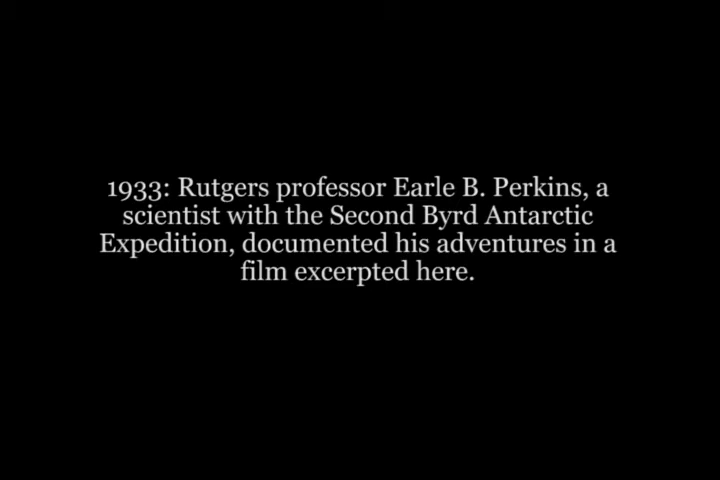 1933: Rutgers professor Earle B. Perkins, a
scientist with the Second Byrd Antarctic
Expedition, documented his adventures in a
film excerpted here.